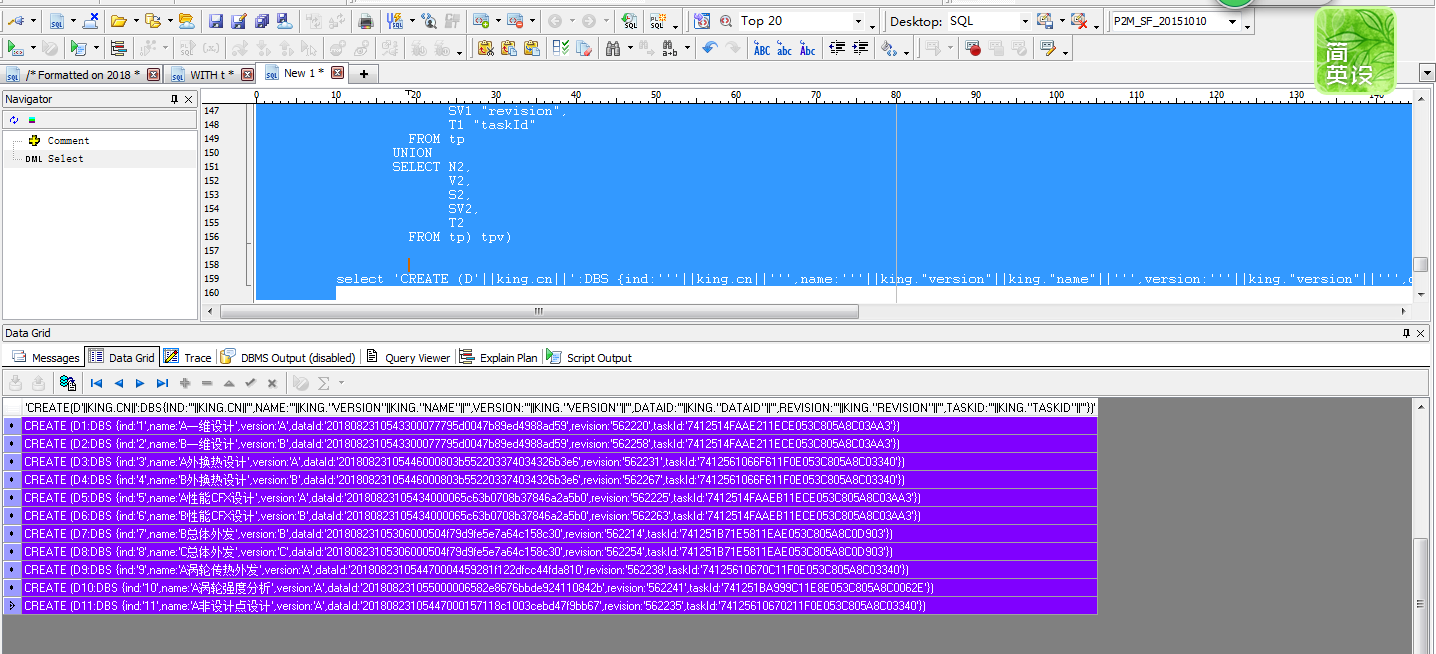 Top 20
Desktop: SQL
P2M_SF_20151010
简
英设
/*Formatted on 2018 *
WITH t *
New 1 *
Navigator
Comment
DML Select
0 10 20 30 40 50 60 70 80 90 100 110 120 130 140
147 SV1 "revision",
148 T1 "taskId"
149 FROM tp
150 UNION
151 SELECT N2,
152 V2,
153 S2,
154 SV2,
155 T2
156 FROM tp) tpv)
157
158
159 select 'CREATE (D'||king.cn||':DBS {ind:'''||king.cn||''',name:'''||king."version"||king."name"||''',version:'''||king."version"||''',
160
Data Grid
Messages Data Grid Trace DBMS Output (disabled) Query Viewer Explain Plan Script Output
'CREATE(D'||KING.CN||':DBS{IND:'''||KING.CN||''',NAME:'''||KING."VERSION"||KING."NAME"||''',VERSION:'''||KING."VERSION"||''',DATAID:'''||KING."DATAID"||''',REVISION:'''||KING."REVISION"||''',TASKID:'''||KING."TASKID"||'''})'
CREATE (D1:DBS {ind:'1',name:'A一维设计',version:'A',dataId:'2018082310543300077795d0047b89ed4988ad59',revision:'562220',taskId:'7412514FAAE211ECE053C805A8C03AA3'})
CREATE (D2:DBS {ind:'2',name:'B一维设计',version:'B',dataId:'2018082310543300077795d0047b89ed4988ad59',revision:'562258',taskId:'7412514FAAE211ECE053C805A8C03AA3'})
CREATE (D3:DBS {ind:'3',name:'A外换热设计',version:'A',dataId:'20180823105446000803b552203374034326b3e6',revision:'562231',taskId:'7412561066F611F0E053C805A8C03340'})
CREATE (D4:DBS {ind:'4',name:'B外换热设计',version:'B',dataId:'20180823105446000803b552203374034326b3e6',revision:'562267',taskId:'7412561066F611F0E053C805A8C03340'})
CREATE (D5:DBS {ind:'5',name:'A性能CFX设计',version:'A',dataId:'20180823105434000065c63b0708b37846a2a5b0',revision:'562225',taskId:'7412514FAAEB11ECE053C805A8C03AA3'})
CREATE (D6:DBS {ind:'6',name:'B性能CFX设计',version:'B',dataId:'20180823105434000065c63b0708b37846a2a5b0',revision:'562263',taskId:'7412514FAAEB11ECE053C805A8C03AA3'})
CREATE (D7:DBS {ind:'7',name:'B总体外发',version:'B',dataId:'20180823105306000504f79d9fe5e7a64c158c30',revision:'562214',taskId:'741251B71E5811EAE053C805A8C0D903'})
CREATE (D8:DBS {ind:'8',name:'C总体外发',version:'C',dataId:'20180823105306000504f79d9fe5e7a64c158c30',revision:'562254',taskId:'741251B71E5811EAE053C805A8C0D903'})
CREATE (D9:DBS {ind:'9',name:'A涡轮传热外发',version:'A',dataId:'201808231054470004459281f122dfcc44fda810',revision:'562238',taskId:'74125610670C11F0E053C805A8C03340'})
CREATE (D10:DBS {ind:'10',name:'A涡轮强度分析',version:'A',dataId:'201808231055000006582e8676bbde924110842b',revision:'562241',taskId:'741251BA999C11E8E053C805A8C0062E'})
CREATE (D11:DBS {ind:'11',name:'A非设计点设计',version:'A',dataId:'20180823105447000157118c1003cebd47f9bb67',revision:'562235',taskId:'74125610670211F0E053C805A8C03340'})